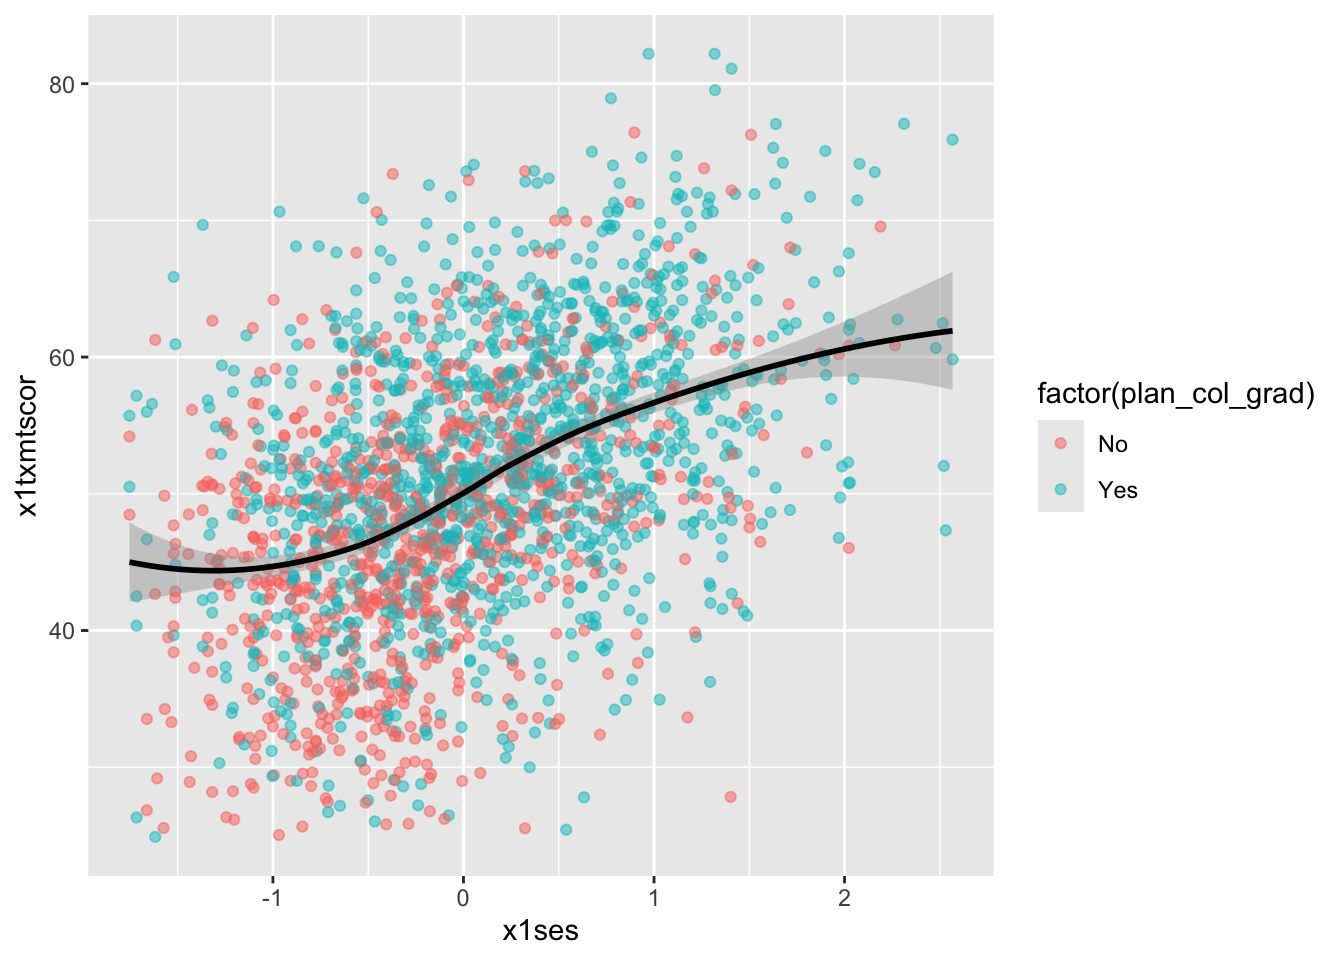 80
60
40
x1txmtscor
-1
0
1
2
x1ses
factor(plan_col_grad)
No
Yes